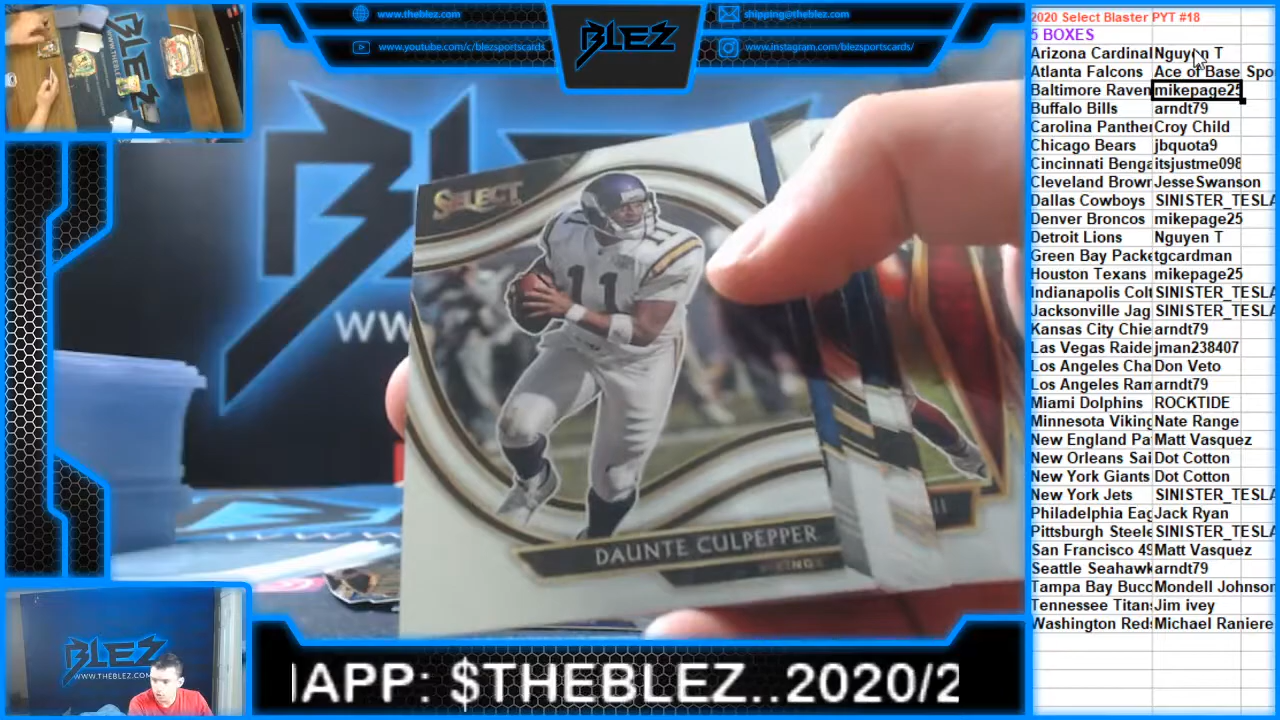 www.theblez.com
shipping@theblez.com
www.youtube.com/c/blezsportscards
www.instagram.com/blezsportscards/
BLEZ
2020 Select Blaster PYT #18
5 BOXES
Arizona Cardinal Nguyen T
Atlanta Falcons Ace of Base Spo
Baltimore Raven mikepage25
Buffalo Bills arndt79
Carolina Panther Croy Child
Chicago Bears jbquota9
Cincinnati Benga itsjustme098
Cleveland Brown JesseSwanson
Dallas Cowboys SINISTER_TESLA
Denver Broncos mikepage25
Detroit Lions Nguyen T
Green Bay Packe tgcardman
Houston Texans mikepage25
Indianapolis Colt SINISTER_TESLA
Jacksonville Jag SINISTER_TESLA
Kansas City Chie arndt79
Las Vegas Raide jman238407
Los Angeles Cha Don Veto
Los Angeles Ram arndt79
Miami Dolphins ROCKTIDE
Minnesota Viking Nate Range
New England Pa Matt Vasquez
New Orleans Sai Dot Cotton
New York Giants Dot Cotton
New York Jets SINISTER_TESLA
Philadelphia Eag Jack Ryan
Pittsburgh Steele SINISTER_TESLA
San Francisco 49 Matt Vasquez
Seattle Seahawk arndt79
Tampa Bay Bucc Mondell Johnson
Tennessee Titans Jim ivey
Washington Reds Michael Raniere
SELECT
11
11
DAUNTE CULPEPPER
VIKINGS
WW
BLEZ
WWW.THEBLEZ.COM
APP: $THEBLEZ..2020/2